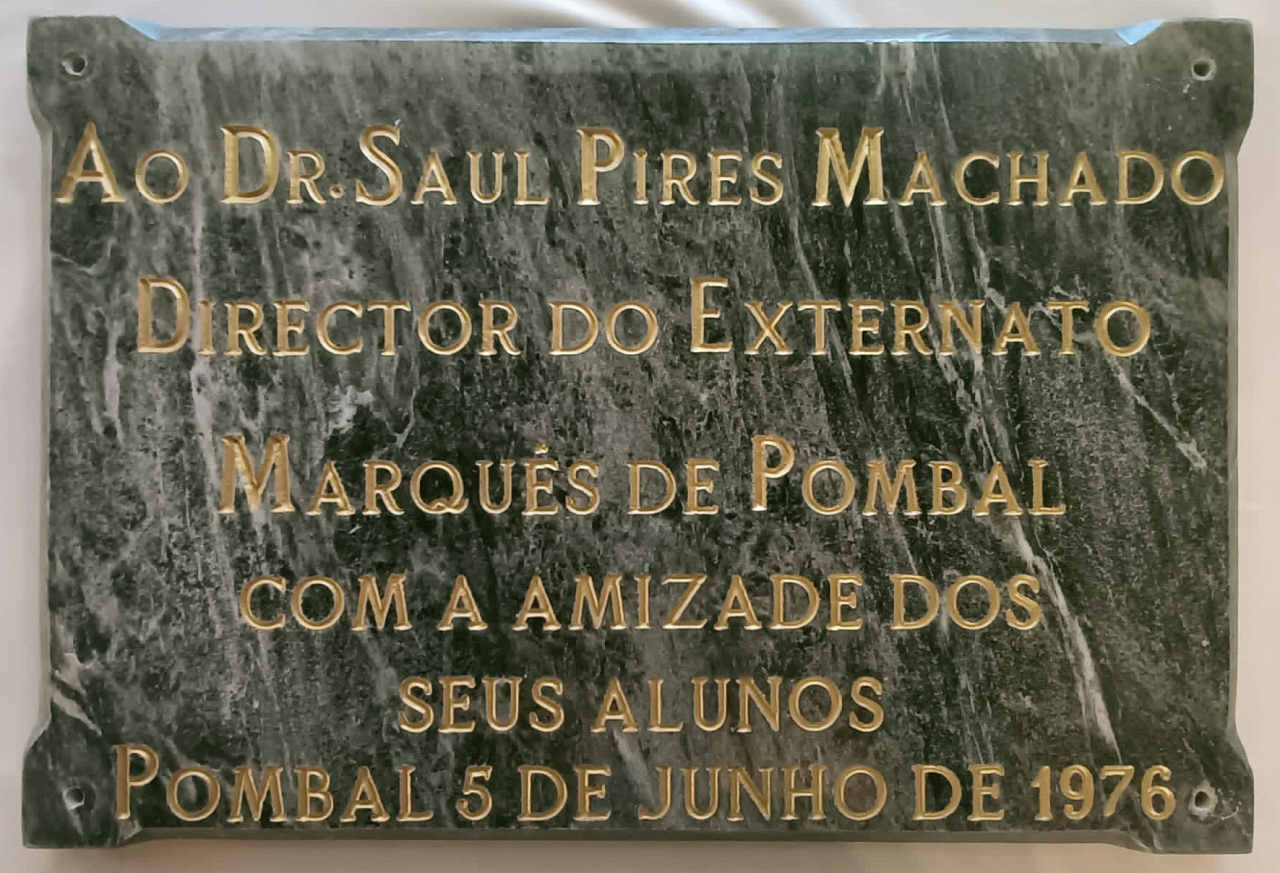 Ao Dr. Saul Pires Machado
Director do Externato
Marqués de Pombal
com a amizade dos
seus alunos
Pombal 5 de Junho de 1976